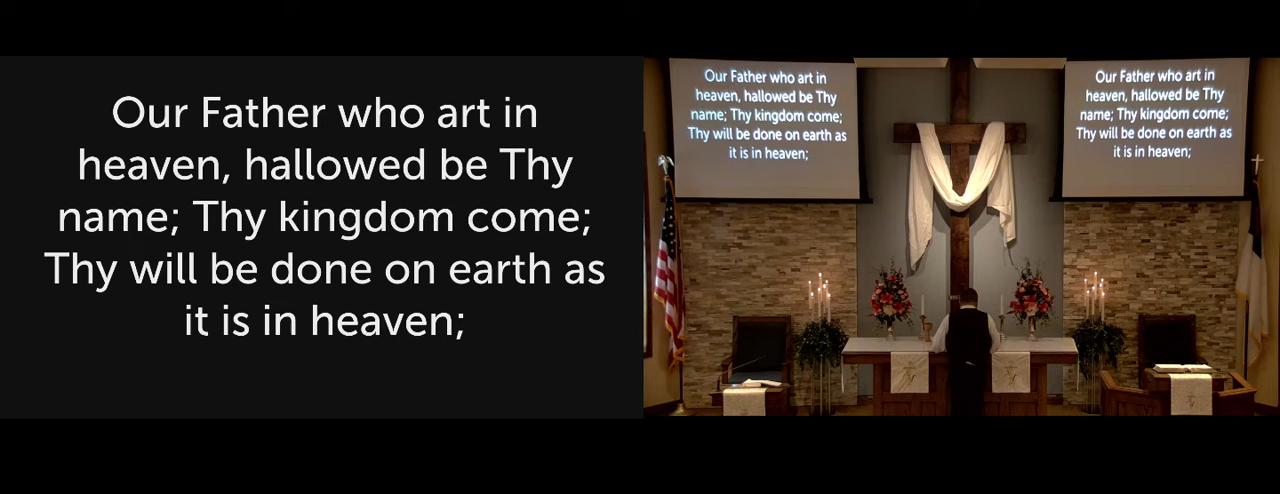 Our Father who art in
heaven, hallowed be Thy
name; Thy kingdom come;
Thy will be done on earth as
it is in heaven;
Our Father who art in
heaven, hallowed be Thy
name; Thy kingdom come;
Thy will be done on earth as
it is in heaven;
Our Father who art in
heaven, hallowed be Thy
name; Thy kingdom come;
Thy will be done on earth as
it is in heaven;